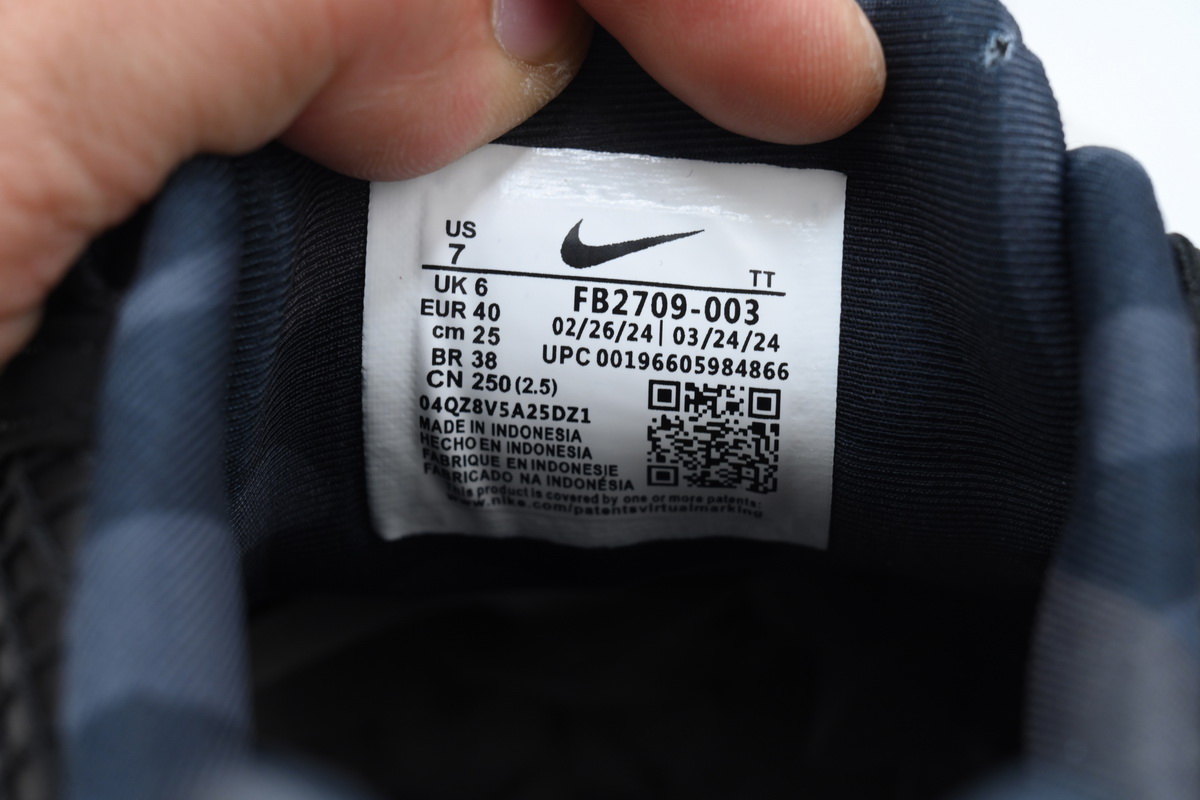 US
7
TT
UK 6
EUR 40
cm 25
BR 38
CN 250 (2.5)
FB2709-003
02/26/24 | 03/24/24
UPC 00196605984866
04QZ8V5A25DZ1
MADE IN INDONESIA
HECHO EN INDONESIA
FABRIQUE EN INDONESIE
FABRICADO NA INDONÉSIA
This product is covered by one or more patents:
www.nike.com/patentsvirtualmarking